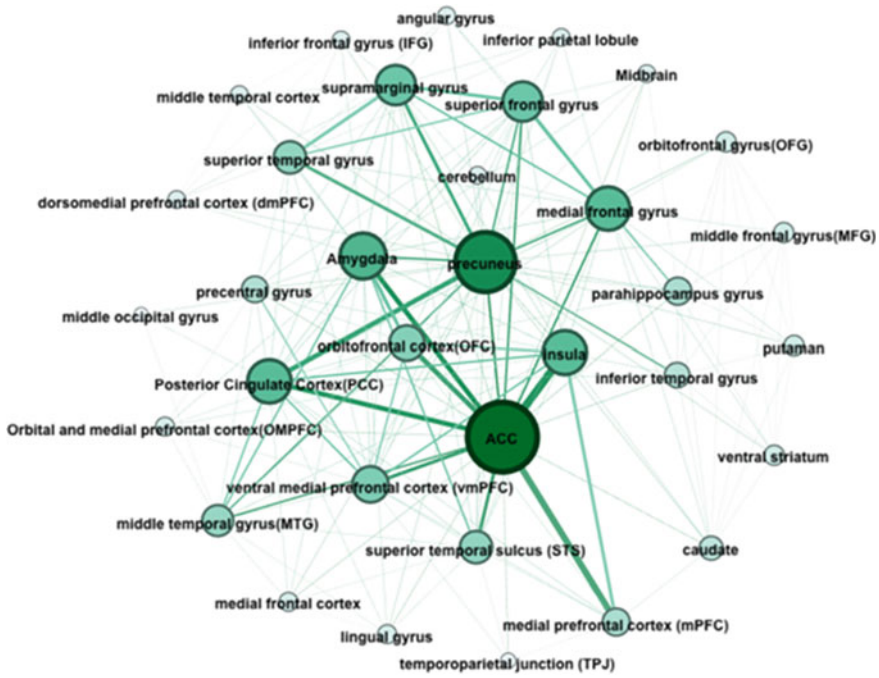 angular gyrus
inferior frontal gyrus (IFG)
inferior parietal lobule
Midbrain
supramarginal gyrus
middle temporal cortex
superior frontal gyrus
orbitofrontal gyrus(OFG)
superior temporal gyrus
cerebellum
dorsomedial prefrontal cortex (dmPFC)
medial frontal gyrus
middle frontal gyrus(MFG)
Amygdala
precuneus
precentral gyrus
parahippocampus gyrus
middle occipital gyrus
orbitofrontal cortex(OFC)
insula
putaman
inferior temporal gyrus
Posterior Cingulate Cortex(PCC)
Orbital and medial prefrontal cortex(OMPFC)
ACC
ventral striatum
ventral medial prefrontal cortex (vmPFC)
middle temporal gyrus(MTG)
superior temporal sulcus (STS)
caudate
medial frontal cortex
medial prefrontal cortex (mPFC)
lingual gyrus
temporoparietal junction (TPJ)